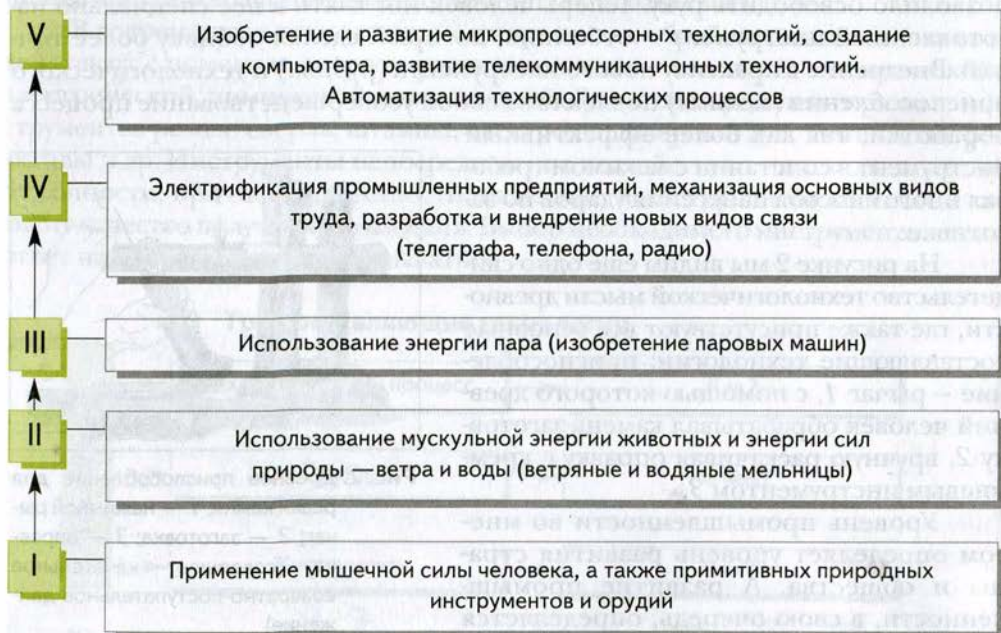 V
Изобретение и развитие микропроцессорных технологий, создание
компьютера, развитие телекоммуникационных технологий.
Автоматизация технологических процессов
IV
Электрификация промышленных предприятий, механизация основных видов
труда, разработка и внедрение новых видов связи
(телеграфа, телефона, радио)
III
Использование энергии пара (изобретение паровых машин)
II
Использование мускульной энергии животных и энергии сил
природы — ветра и воды (ветряные и водяные мельницы)
I
Применение мышечной силы человека, а также примитивных природных
инструментов и орудий